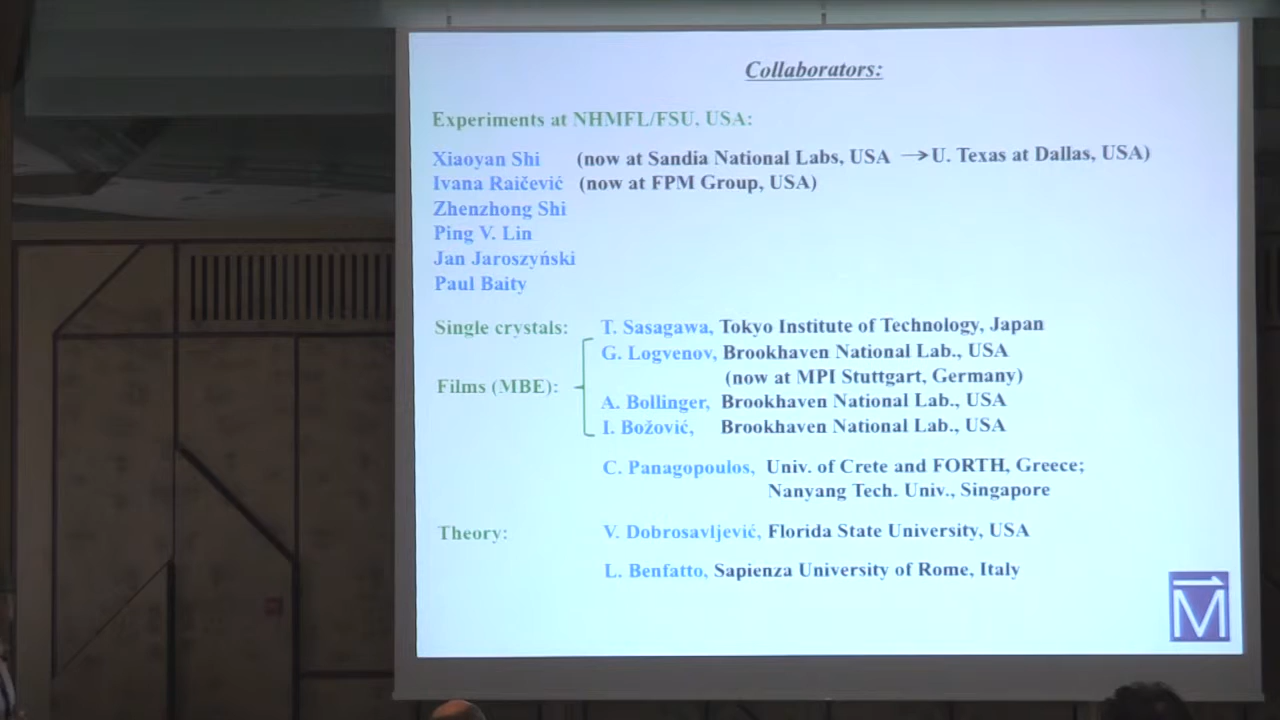 Collaborators:
Experiments at NHMFL/FSU, USA:
Xiaoyan Shi (now at Sandia National Labs, USA → U. Texas at Dallas, USA)
Ivana Raičević (now at FPM Group, USA)
Zhenzhong Shi
Ping V. Lin
Jan Jaroszyński
Paul Baity
Single crystals: T. Sasagawa, Tokyo Institute of Technology, Japan
G. Logvenov, Brookhaven National Lab., USA
(now at MPI Stuttgart, Germany)
Films (MBE):
A. Bollinger, Brookhaven National Lab., USA
I. Božović, Brookhaven National Lab., USA
C. Panagopoulos, Univ. of Crete and FORTH, Greece;
Nanyang Tech. Univ., Singapore
Theory: V. Dobrosavljević, Florida State University, USA
L. Benfatto, Sapienza University of Rome, Italy
M